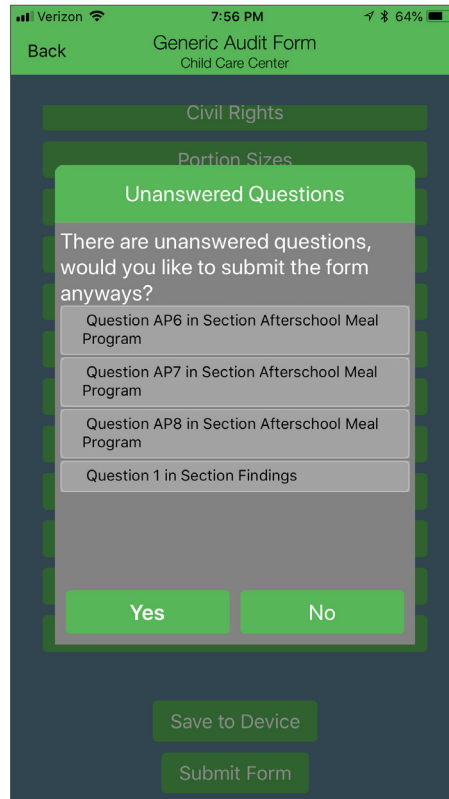 Verizon 7:56 PM 64%
Back Generic Audit Form
Child Care Center
Civil Rights
Portion Sizes
Unanswered Questions
There are unanswered questions,
would you like to submit the form
anyways?
Question AP6 in Section Afterschool Meal
Program
Question AP7 in Section Afterschool Meal
Program
Question AP8 in Section Afterschool Meal
Program
Question 1 in Section Findings
Yes No
Save to Device
Submit Form